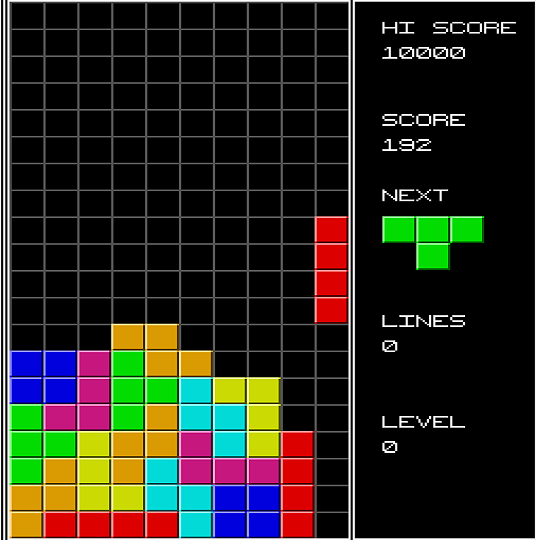 HI SCORE
10000
SCORE
192
NEXT
LINES
0
LEVEL
0